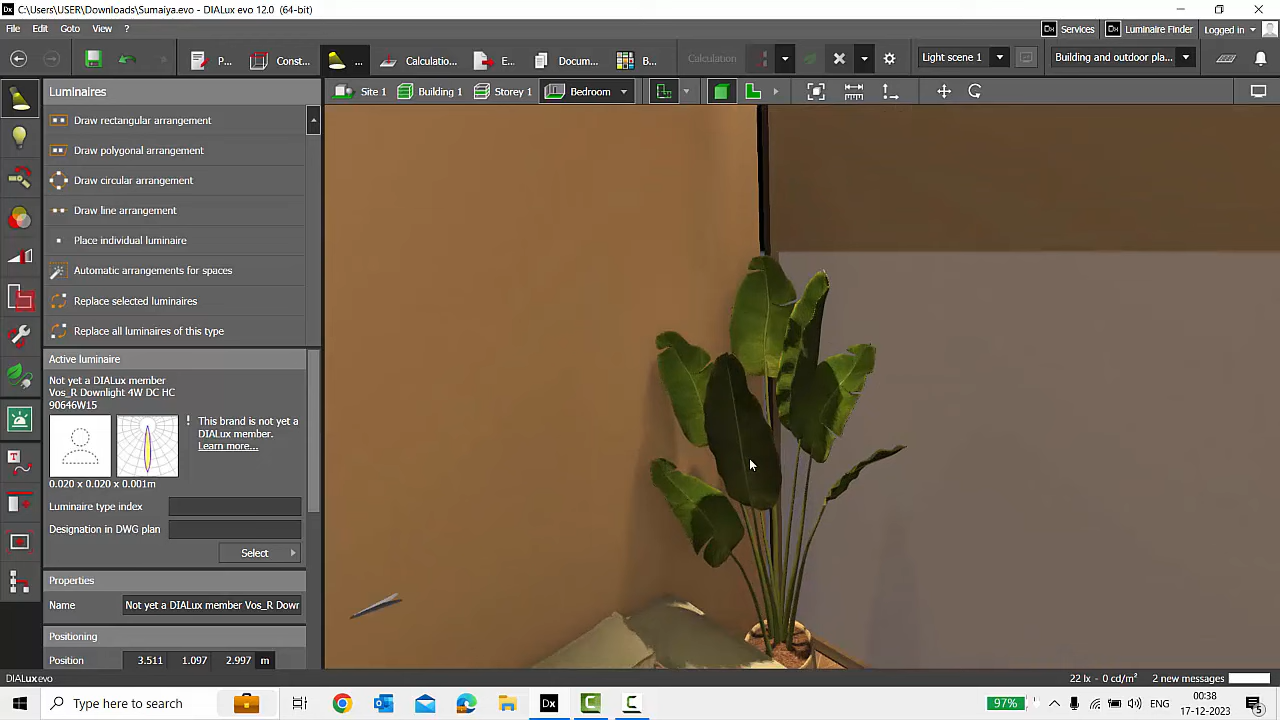 C:\Users\USER\Downloads\Sumaiya.evo - DIALux evo 12.0 (64-bit)
File Edit Goto View ?
Dx Services Dx Luminaire Finder Logged in
P... Const... ... Calculatio... E... Docum... B... Calculation Light scene 1 Building and outdoor pla...
Luminaires
Site 1 Building 1 Storey 1 Bedroom
Draw rectangular arrangement
Draw polygonal arrangement
Draw circular arrangement
Draw line arrangement
Place individual luminaire
Automatic arrangements for spaces
Replace selected luminaires
Replace all luminaires of this type
Active luminaire
Not yet a DIALux member
Vos_R Downlight 4W DC HC
90646W15
! This brand is not yet a
DIALux member.
Learn more...
0.020 x 0.020 x 0.001m
Luminaire type index
Designation in DWG plan
Select
Properties
Name Not yet a DIALux member Vos_R Down
Positioning
Position 3.511 1.097 2.997 m
DIALux evo 22 lx - 0 cd/m² 2 new messages
Type here to search Dx C C 97% ENG 00:38
17-12-2023 5